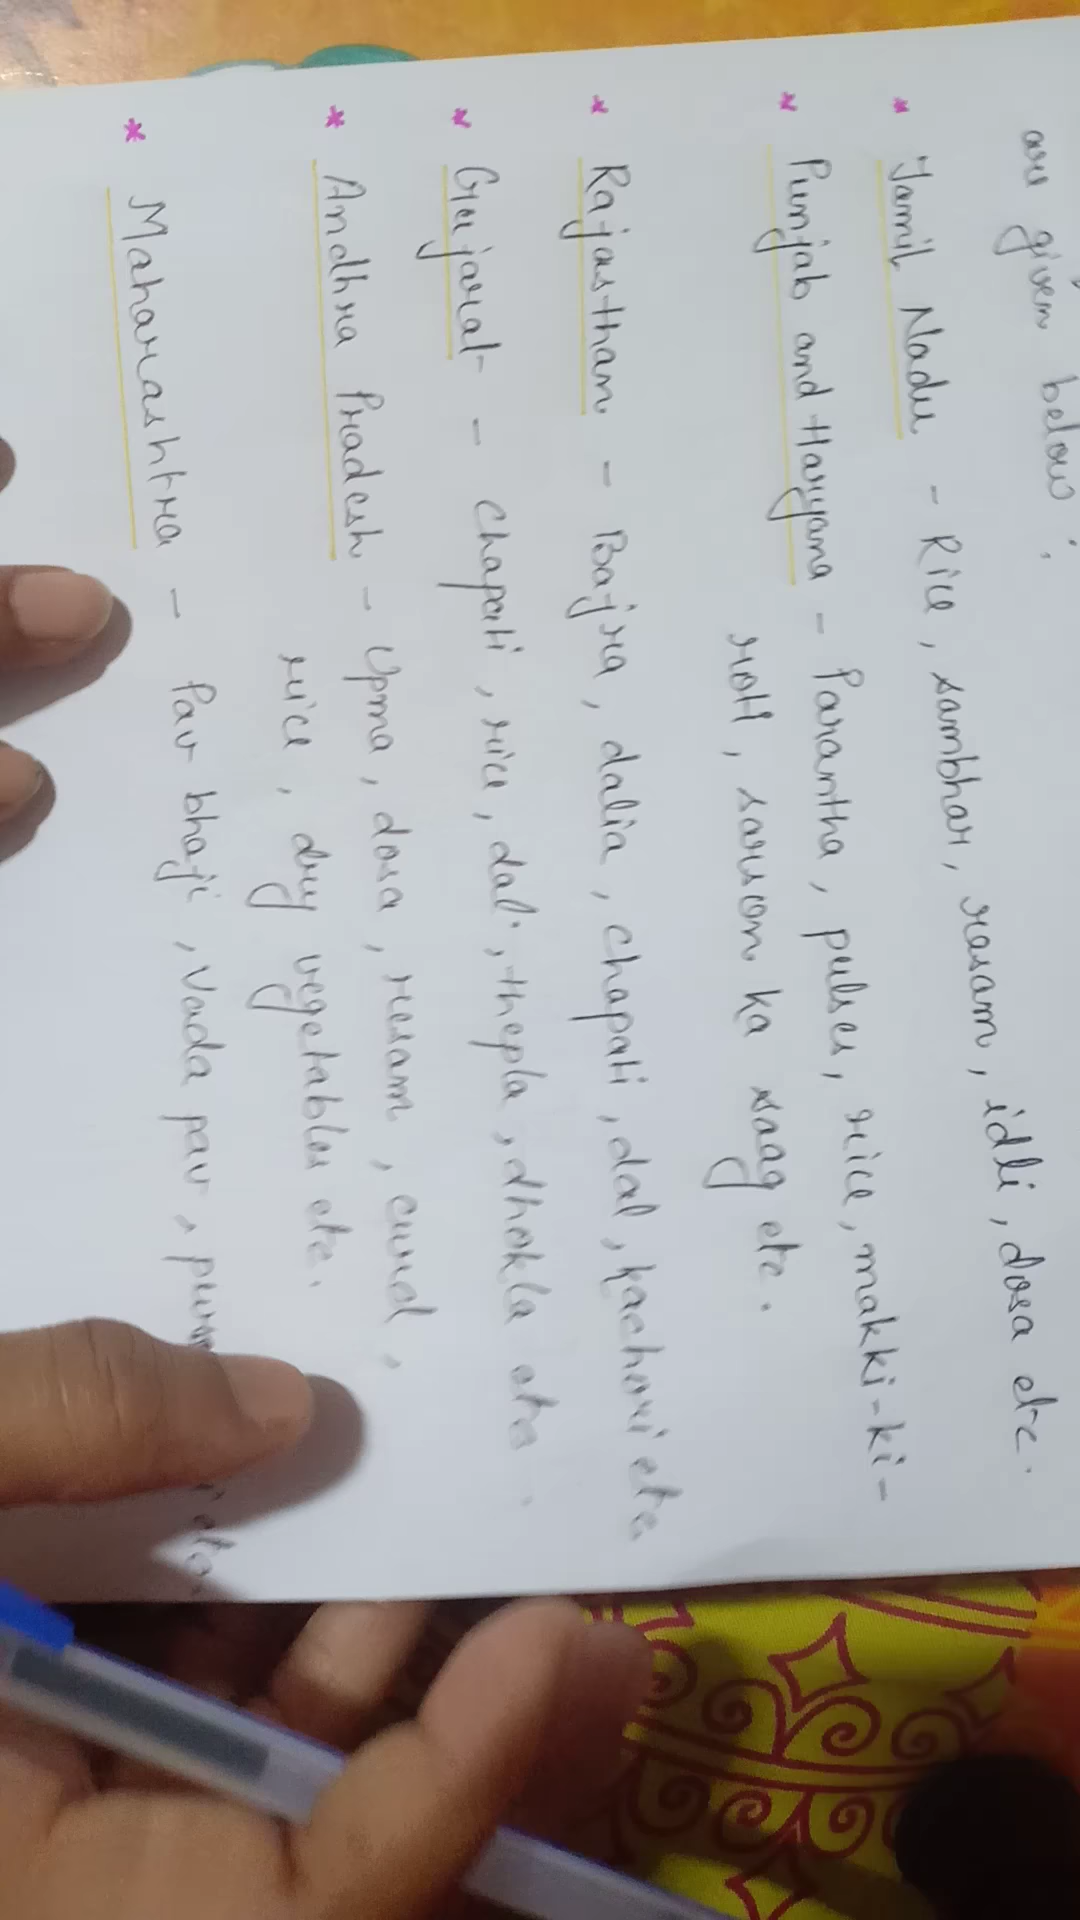 are given below :
* Tamil Nadu - Rice, sambhar, rasam, idli, dosa etc.
* Punjab and Haryana - Parantha, pulses, rice, makki-ki-
roti, sarson ka saag etc.
* Rajasthan - Bajra, dalia, chapati, dal, kachori etc
* Gujarat - Chapati, rice, dal, thepla, dhokla etc.
* Andhra Pradesh - Upma, dosa, rasam, curd,
rice, dry vegetables etc.
* Maharashtra - Pav bhaji, Vada pav, etc.